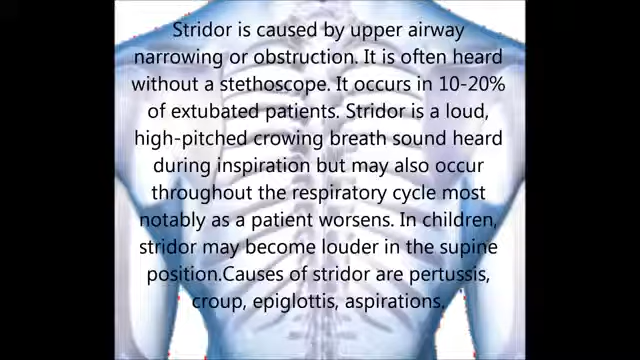 Stridor is caused by upper airway
narrowing or obstruction. It is often heard
without a stethoscope. It occurs in 10-20%
of extubated patients. Stridor is a loud,
high-pitched crowing breath sound heard
during inspiration but may also occur
throughout the respiratory cycle most
notably as a patient worsens. In children,
stridor may become louder in the supine
position.Causes of stridor are pertussis,
croup, epiglottis, aspirations.